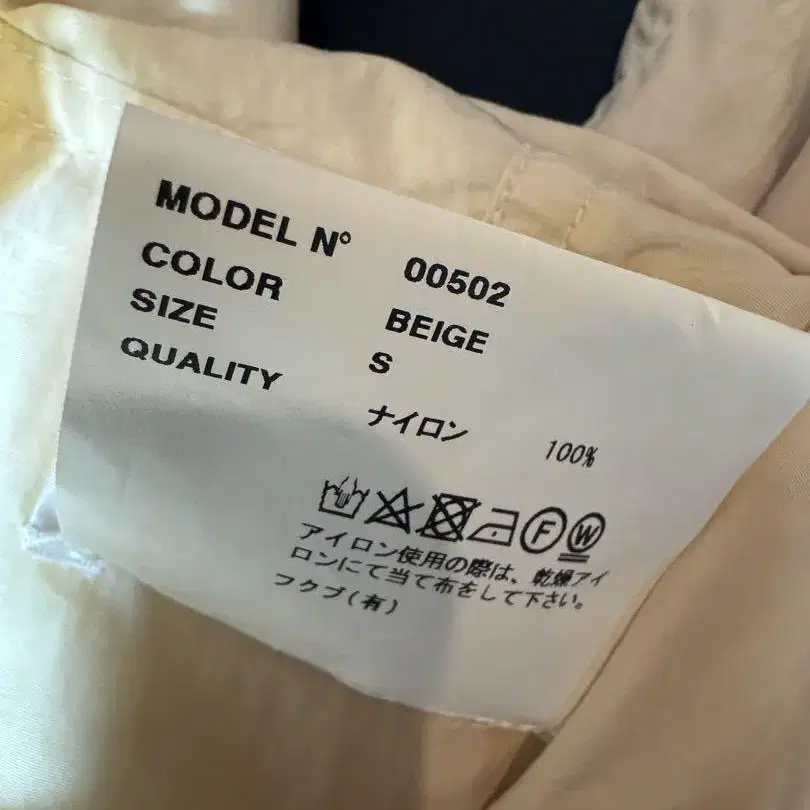 MODEL N° 00502
COLOR BEIGE
SIZE S
QUALITY
ナイロン 100%
F W
アイロン使用の際は、乾燥アイ
ロンにて当て布をして下さい。
フクブ(有)